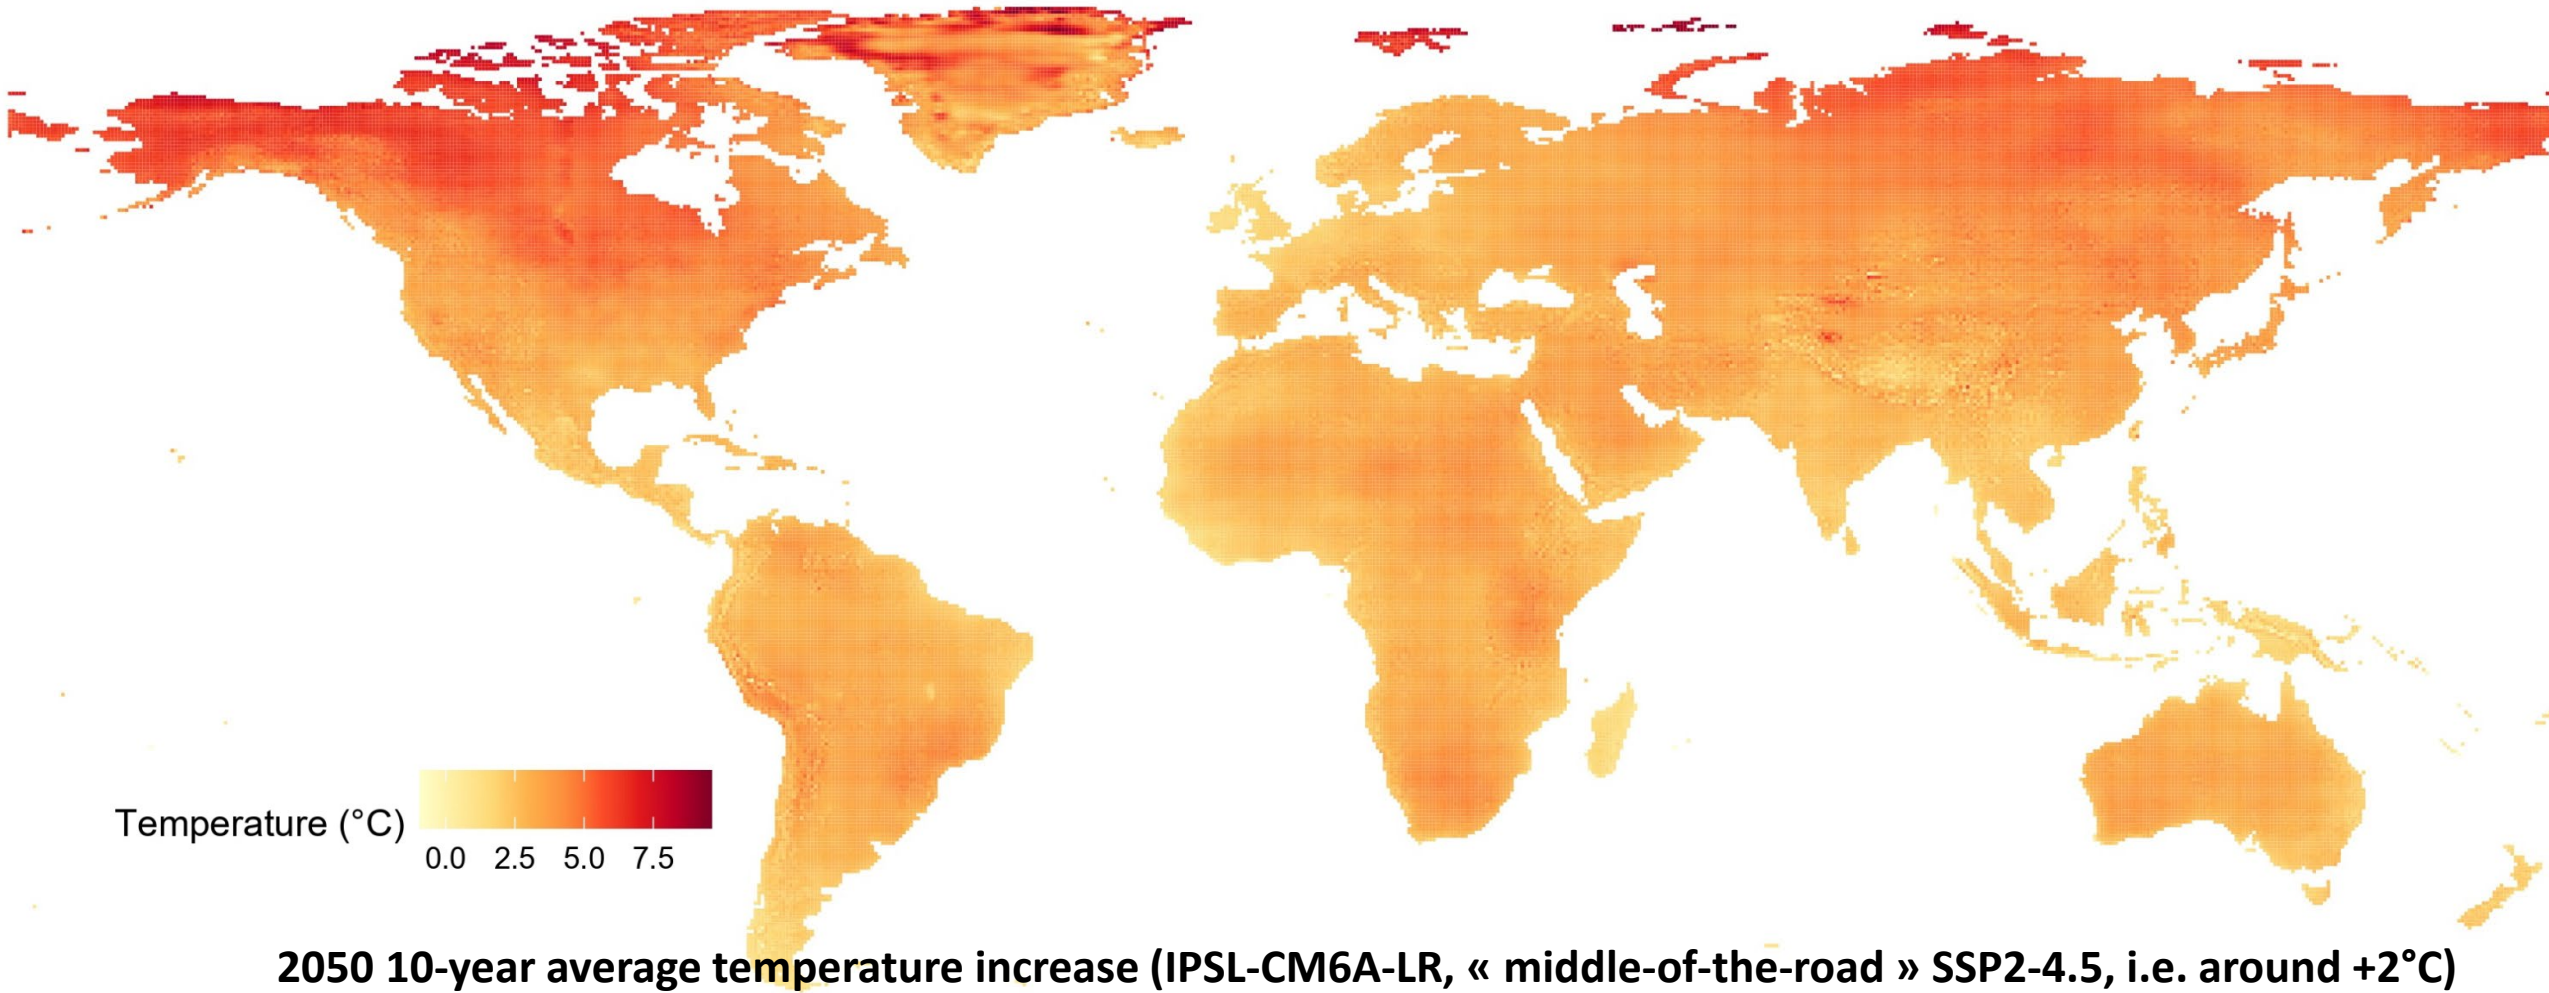 Temperature (°C)
0.0 2.5 5.0 7.5
2050 10-year average temperature increase (IPSL-CM6A-LR, « middle-of-the-road » SSP2-4.5, i.e. around +2°C)